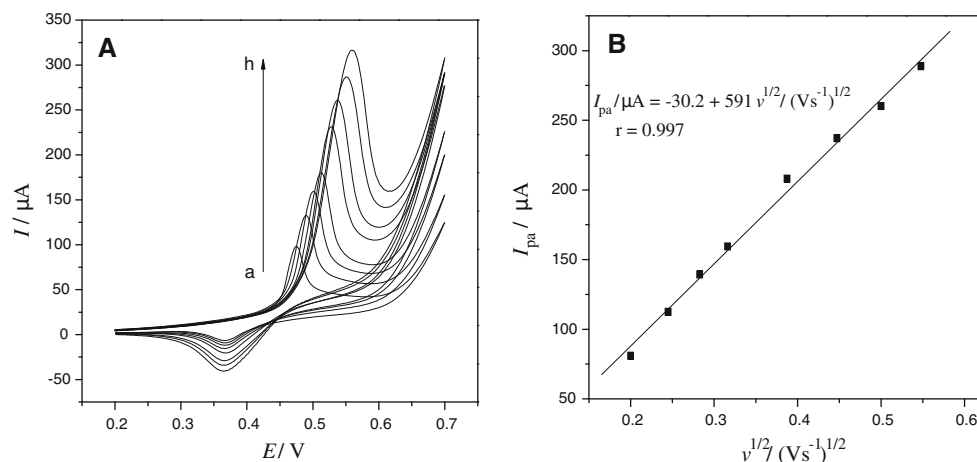 A
350
300
250
200
150
100
50
0
-50
I / μA
h
a
0.2 0.3 0.4 0.5 0.6 0.7
E/ V
B
300
250
200
150
100
50
I_pa / μA
I_pa/μA = -30.2 + 591 v^1/2/ (Vs^-1)^1/2
r = 0.997
0.2 0.3 0.4 0.5 0.6
v^1/2/ (Vs^-1)^1/2